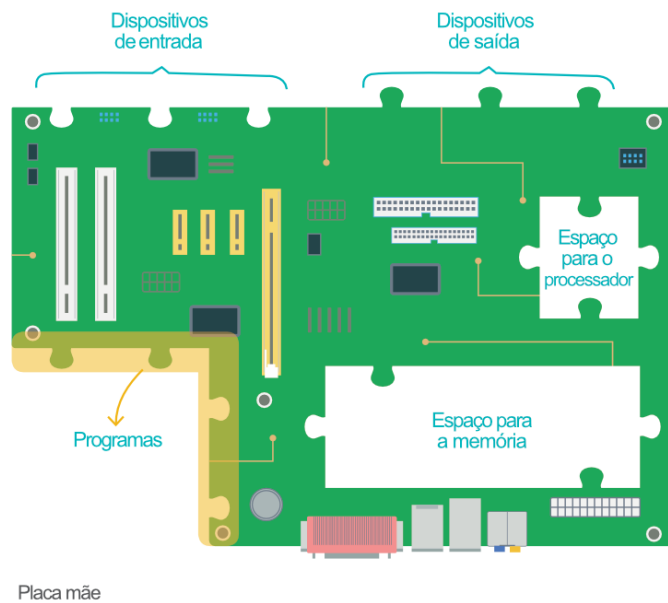 Dispositivos
de entrada
Dispositivos
de saída
Espaço
para o
processador
Espaço para
a memória
Programas
Placa mãe